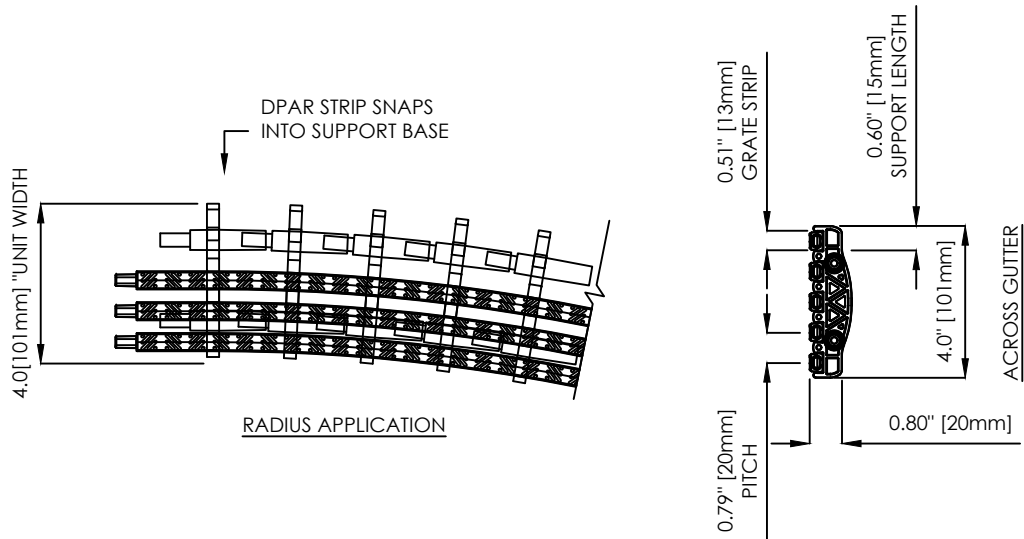 DPAR STRIP SNAPS
INTO SUPPORT BASE
4.0[101mm] "UNIT WIDTH
RADIUS APPLICATION
0.51" [13mm]
GRATE STRIP
0.60" [15mm]
SUPPORT LENGTH
4.0" [101mm]
ACROSS GUTTER
0.80" [20mm]
0.79" [20mm]
PITCH